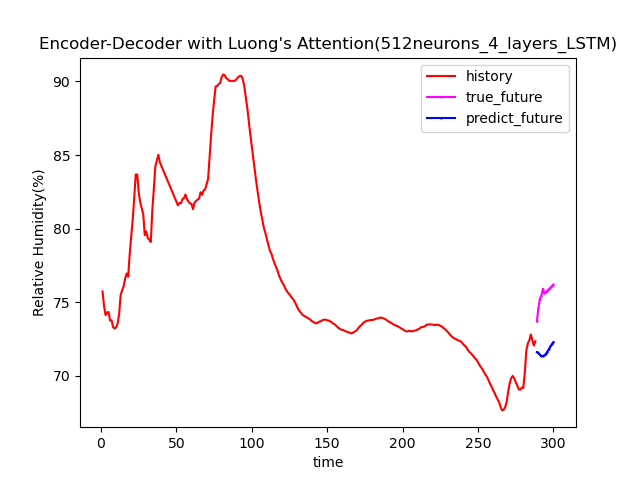 Encoder-Decoder with Luong's Attention(512neurons_4_layers_LSTM)
history
true_future
predict_future
90
85
80
75
70
Relative Humidity(%)
0 50 100 150 200 250 300
time